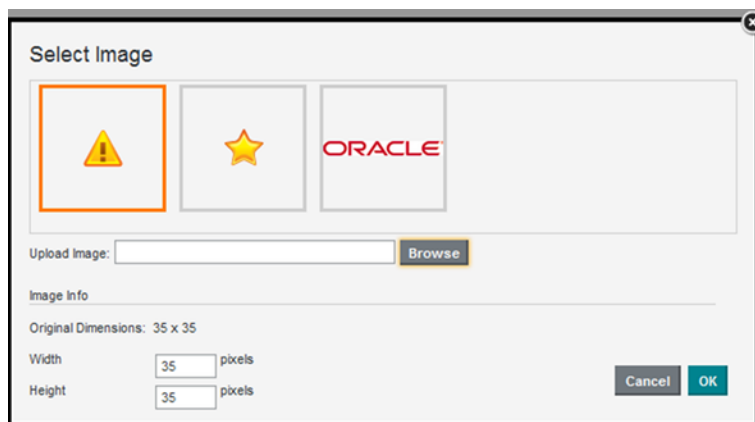 Select Image
ORACLE
Upload Image:
Browse
Image Info
Original Dimensions: 35 x 35
Width 35 pixels
Height 35 pixels
Cancel OK